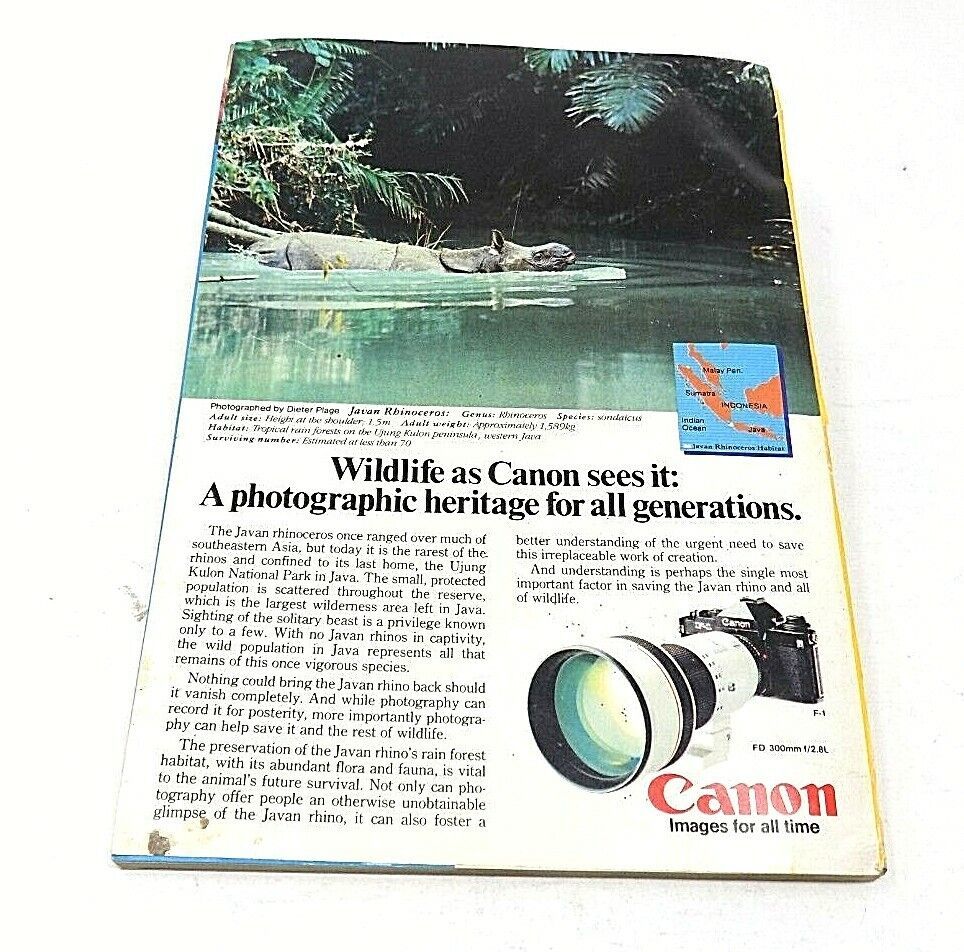 Malay Pen.
Sumatra
INDONESIA
Indian
Ocean
Java
Javan Rhinoceros Habitat
Photographed by Dieter Plage Javan Rhinoceros: Genus: Rhinoceros Species: sondaicus
Adult size: Height at the shoulder, 1.5m Adult weight: Approximately 1,589kg
Habitat: Tropical rain forests on the Ujung Kulon peninsula, western Java
Surviving number: Estimated at less than 70
Wildlife as Canon sees it:
A photographic heritage for all generations.
The Javan rhinoceros once ranged over much of
southeastern Asia, but today it is the rarest of the
rhinos and confined to its last home, the Ujung
Kulon National Park in Java. The small, protected
population is scattered throughout the reserve,
which is the largest wilderness area left in Java.
Sighting of the solitary beast is a privilege known
only to a few. With no Javan rhinos in captivity,
the wild population in Java represents all that
remains of this once vigorous species.
Nothing could bring the Javan rhino back should
it vanish completely. And while photography can
record it for posterity, more importantly photogra-
phy can help save it and the rest of wildlife.
The preservation of the Javan rhino's rain forest
habitat, with its abundant flora and fauna, is vital
to the animal's future survival. Not only can pho-
tography offer people an otherwise unobtainable
glimpse of the Javan rhino, it can also foster a
better understanding of the urgent need to save
this irreplaceable work of creation.
And understanding is perhaps the single most
important factor in saving the Javan rhino and all
of wildlife.
Canon
F-1
FD 300mm f/2.8L
Canon
Images for all time